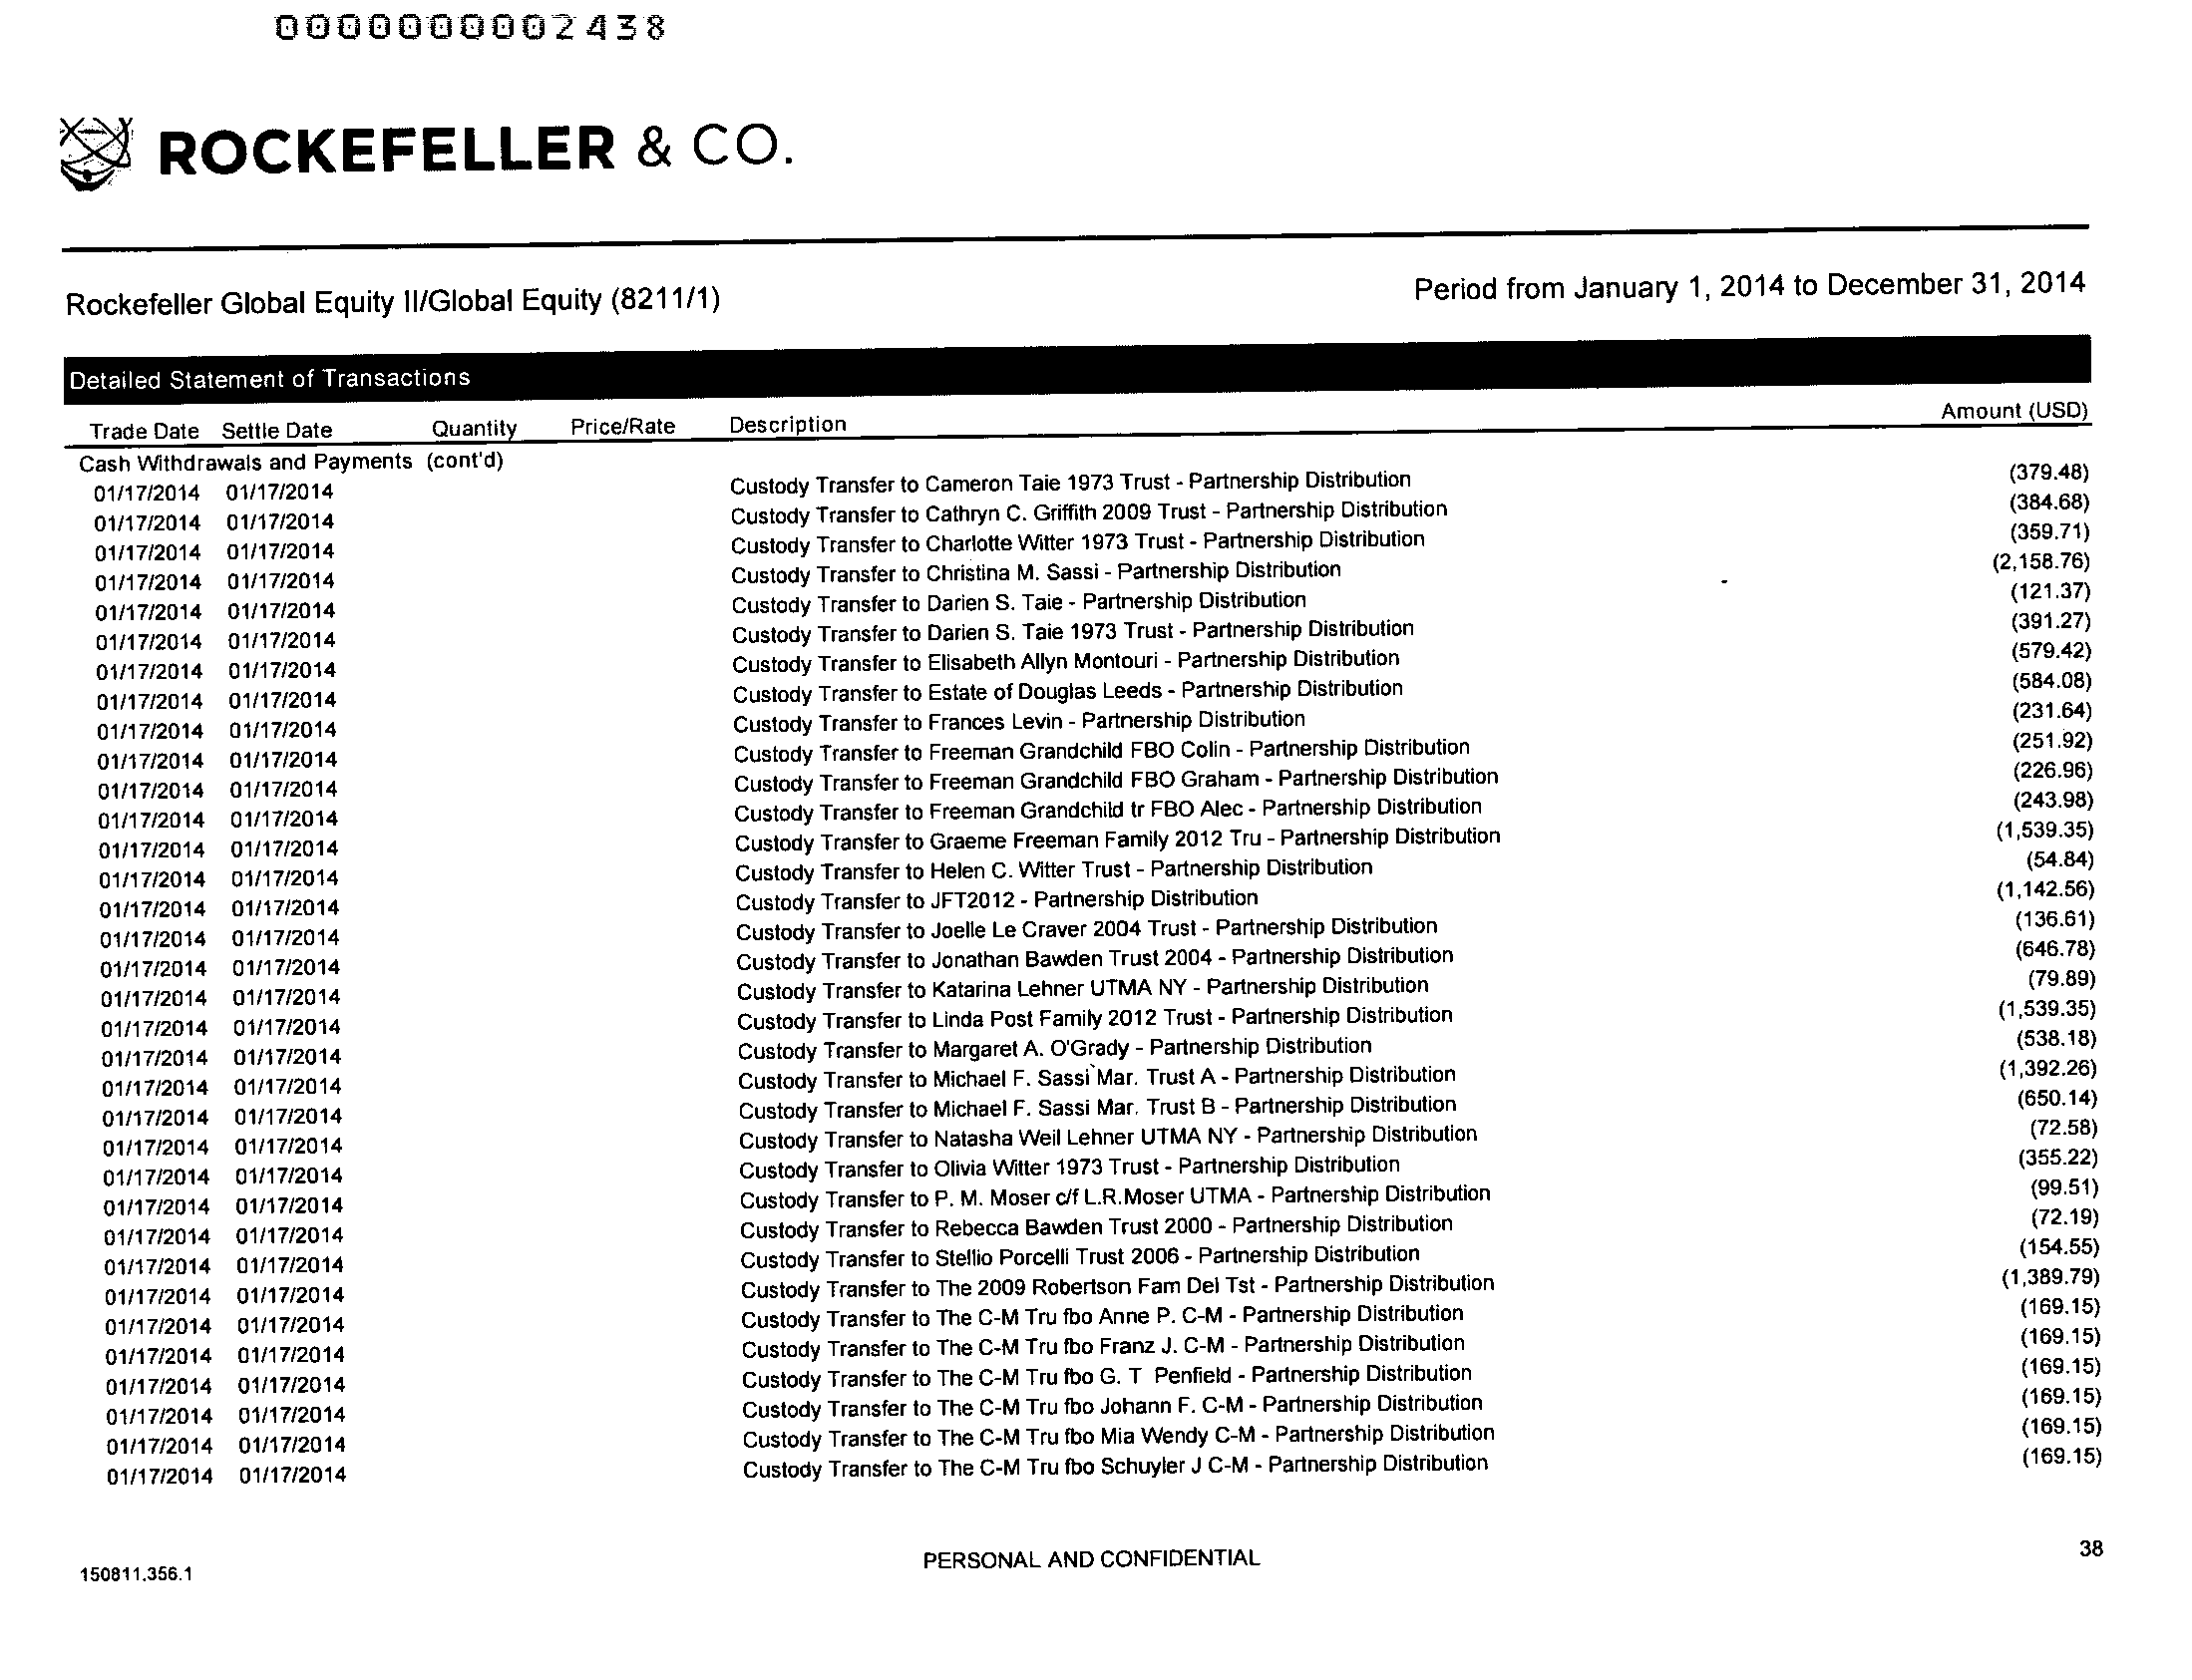 0000000002438
ROCKEFELLER & CO.
Rockefeller Global Equity II/Global Equity (8211/1) Period from January 1, 2014 to December 31, 2014
Detailed Statement of Transactions
Trade Date Settle Date Quantity Price/Rate Description Amount (USD)
Cash Withdrawals and Payments (cont'd)
01/17/2014 01/17/2014 Custody Transfer to Cameron Taie 1973 Trust - Partnership Distribution (379.48)
01/17/2014 01/17/2014 Custody Transfer to Cathryn C. Griffith 2009 Trust - Partnership Distribution (384.68)
01/17/2014 01/17/2014 Custody Transfer to Charlotte Witter 1973 Trust - Partnership Distribution (359.71)
01/17/2014 01/17/2014 Custody Transfer to Christina M. Sassi - Partnership Distribution (2,158.76)
01/17/2014 01/17/2014 Custody Transfer to Darien S. Taie - Partnership Distribution (121.37)
01/17/2014 01/17/2014 Custody Transfer to Darien S. Taie 1973 Trust - Partnership Distribution (391.27)
01/17/2014 01/17/2014 Custody Transfer to Elisabeth Allyn Montouri - Partnership Distribution (579.42)
01/17/2014 01/17/2014 Custody Transfer to Estate of Douglas Leeds - Partnership Distribution (584.08)
01/17/2014 01/17/2014 Custody Transfer to Frances Levin - Partnership Distribution (231.64)
01/17/2014 01/17/2014 Custody Transfer to Freeman Grandchild FBO Colin - Partnership Distribution (251.92)
01/17/2014 01/17/2014 Custody Transfer to Freeman Grandchild FBO Graham - Partnership Distribution (226.96)
01/17/2014 01/17/2014 Custody Transfer to Freeman Grandchild tr FBO Alec - Partnership Distribution (243.98)
01/17/2014 01/17/2014 Custody Transfer to Graeme Freeman Family 2012 Tru - Partnership Distribution (1,539.35)
01/17/2014 01/17/2014 Custody Transfer to Helen C. Witter Trust - Partnership Distribution (54.84)
01/17/2014 01/17/2014 Custody Transfer to JFT2012 - Partnership Distribution (1,142.56)
01/17/2014 01/17/2014 Custody Transfer to Joelle Le Craver 2004 Trust - Partnership Distribution (136.61)
01/17/2014 01/17/2014 Custody Transfer to Jonathan Bawden Trust 2004 - Partnership Distribution (646.78)
01/17/2014 01/17/2014 Custody Transfer to Katarina Lehner UTMA NY - Partnership Distribution (79.89)
01/17/2014 01/17/2014 Custody Transfer to Linda Post Family 2012 Trust - Partnership Distribution (1,539.35)
01/17/2014 01/17/2014 Custody Transfer to Margaret A. O'Grady - Partnership Distribution (538.18)
01/17/2014 01/17/2014 Custody Transfer to Michael F. Sassi Mar. Trust A - Partnership Distribution (1,392.26)
01/17/2014 01/17/2014 Custody Transfer to Michael F. Sassi Mar. Trust B - Partnership Distribution (650.14)
01/17/2014 01/17/2014 Custody Transfer to Natasha Weil Lehner UTMA NY - Partnership Distribution (72.58)
01/17/2014 01/17/2014 Custody Transfer to Olivia Witter 1973 Trust - Partnership Distribution (355.22)
01/17/2014 01/17/2014 Custody Transfer to P. M. Moser c/f L.R.Moser UTMA - Partnership Distribution (99.51)
01/17/2014 01/17/2014 Custody Transfer to Rebecca Bawden Trust 2000 - Partnership Distribution (72.19)
01/17/2014 01/17/2014 Custody Transfer to Stellio Porcelli Trust 2006 - Partnership Distribution (154.55)
01/17/2014 01/17/2014 Custody Transfer to The 2009 Robertson Fam Del Tst - Partnership Distribution (1,389.79)
01/17/2014 01/17/2014 Custody Transfer to The C-M Tru fbo Anne P. C-M - Partnership Distribution (169.15)
01/17/2014 01/17/2014 Custody Transfer to The C-M Tru fbo Franz J. C-M - Partnership Distribution (169.15)
01/17/2014 01/17/2014 Custody Transfer to The C-M Tru fbo G. T Penfield - Partnership Distribution (169.15)
01/17/2014 01/17/2014 Custody Transfer to The C-M Tru fbo Johann F. C-M - Partnership Distribution (169.15)
01/17/2014 01/17/2014 Custody Transfer to The C-M Tru fbo Mia Wendy C-M - Partnership Distribution (169.15)
01/17/2014 01/17/2014 Custody Transfer to The C-M Tru fbo Schuyler J C-M - Partnership Distribution (169.15)
150811.356.1 PERSONAL AND CONFIDENTIAL 38